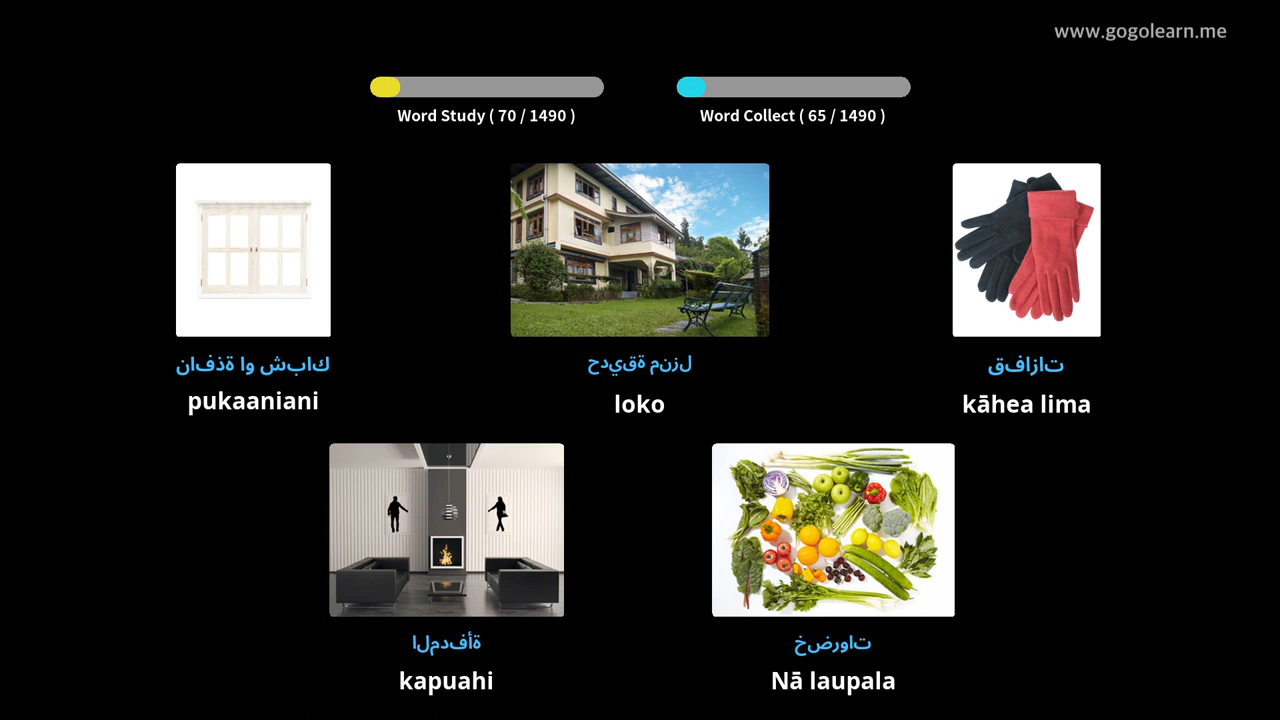 www.gogolearn.me
Word Study ( 70 / 1490 )
Word Collect ( 65 / 1490 )
نافذة او شباك
pukaaniani
حديقة منزل
loko
قفازات
kāhea lima
المدفأة
kapuahi
خضروات
Nā laupala